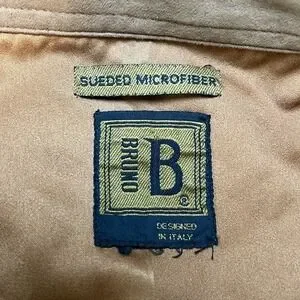 SUEDED MICROFIBER
BRUNO
B
®
DESIGNED
IN ITALY